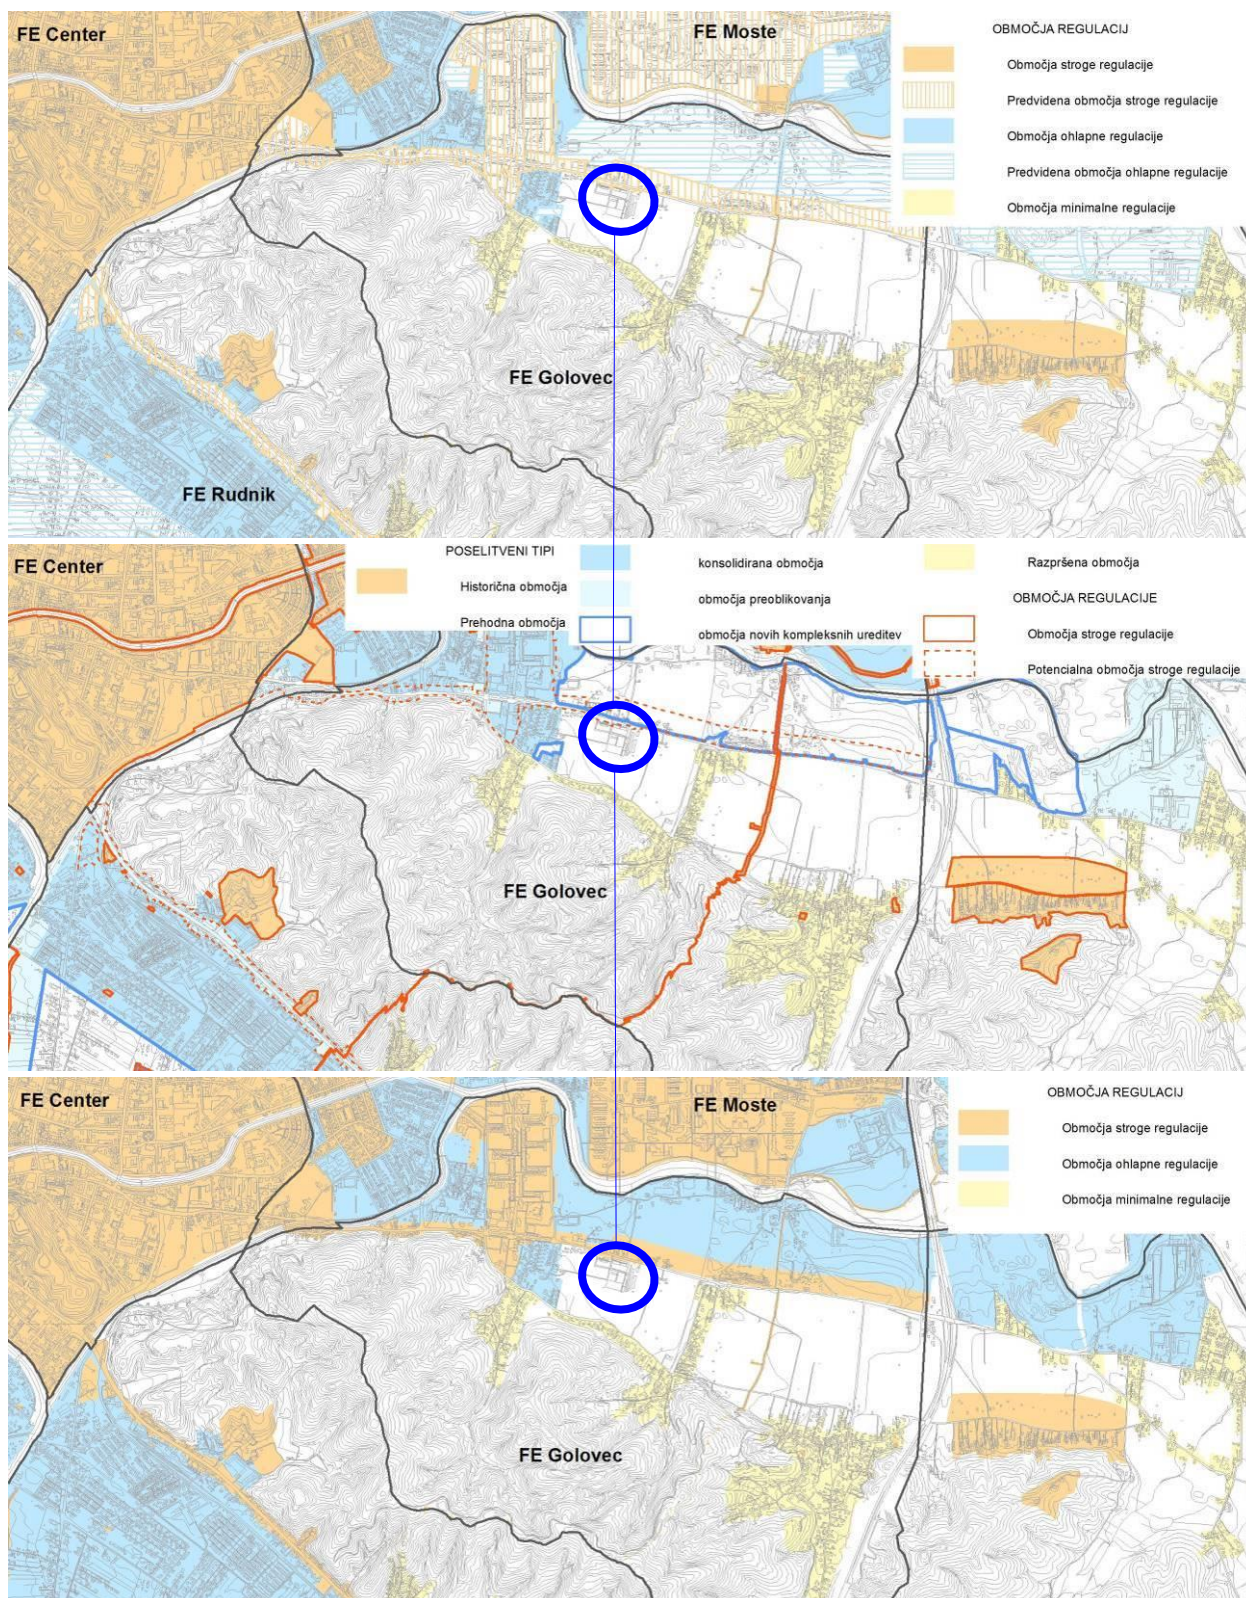 FE Center
FE Moste
OBMOČJA REGULACIJ
Območja stroge regulacije
Predvidena območja stroge regulacije
Območja ohlapne regulacije
Predvidena območja ohlapne regulacije
Območja minimalne regulacije
FE Golovec
FE Rudnik
FE Center
POSELITVENI TIPI
Historična območja
Prehodna območja
konsolidirana območja
območja preoblikovanja
območja novih kompleksnih ureditev
Razpršena območja
OBMOČJA REGULACIJE
Območja stroge regulacije
Potencialna območja stroge regulacije
FE Golovec
FE Center
FE Moste
OBMOČJA REGULACIJ
Območja stroge regulacije
Območja ohlapne regulacije
Območja minimalne regulacije
FE Golovec